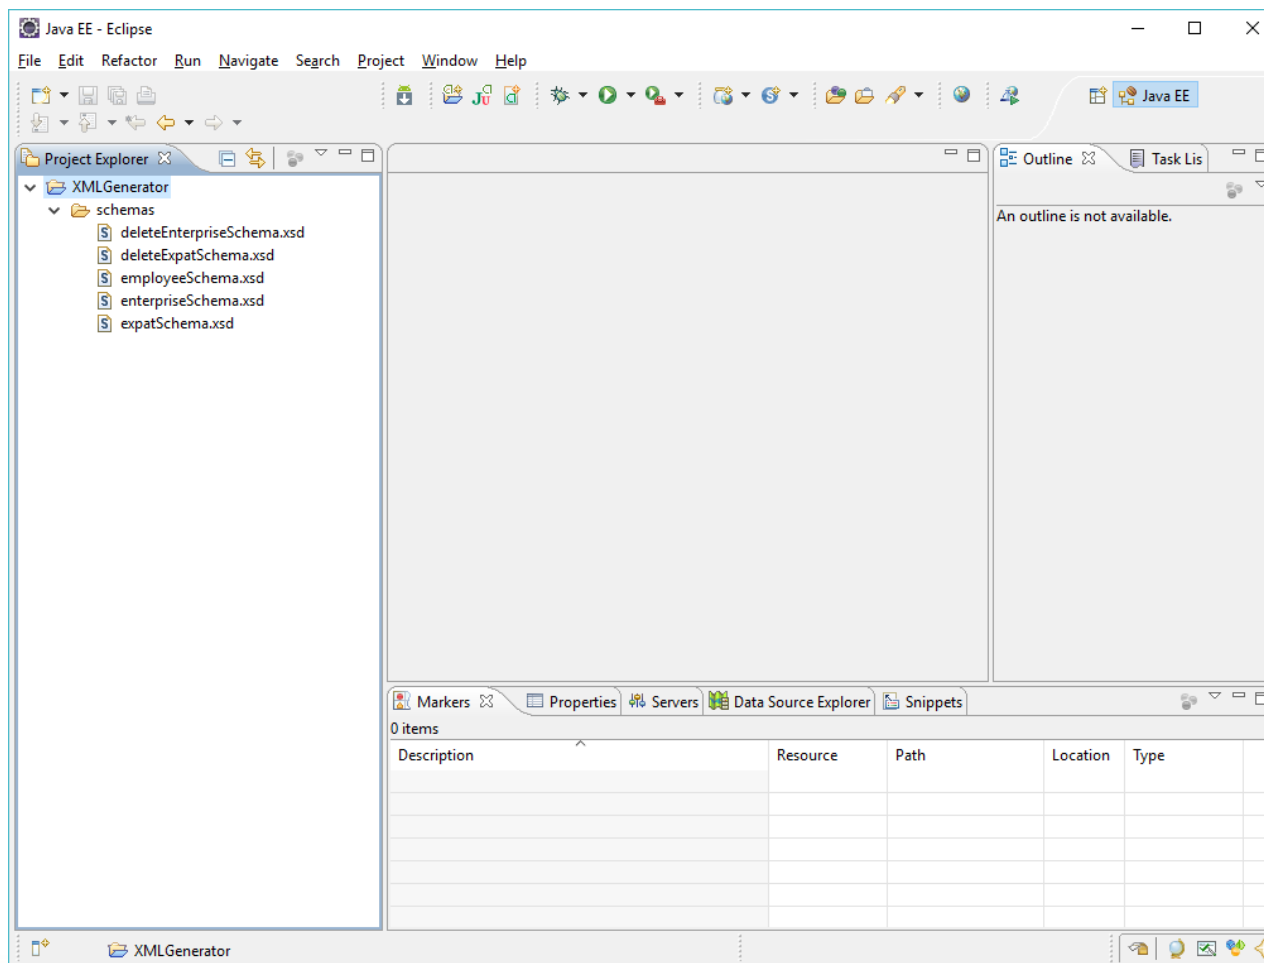 Java EE - Eclipse
File Edit Refactor Run Navigate Search Project Window Help
Java EE
Project Explorer
Outline Task Lis
XMLGenerator
schemas
An outline is not available.
deleteEnterpriseSchema.xsd
deleteExpatSchema.xsd
employeeSchema.xsd
enterpriseSchema.xsd
expatSchema.xsd
Markers Properties Servers Data Source Explorer Snippets
0 items
Description Resource Path Location Type
XMLGenerator